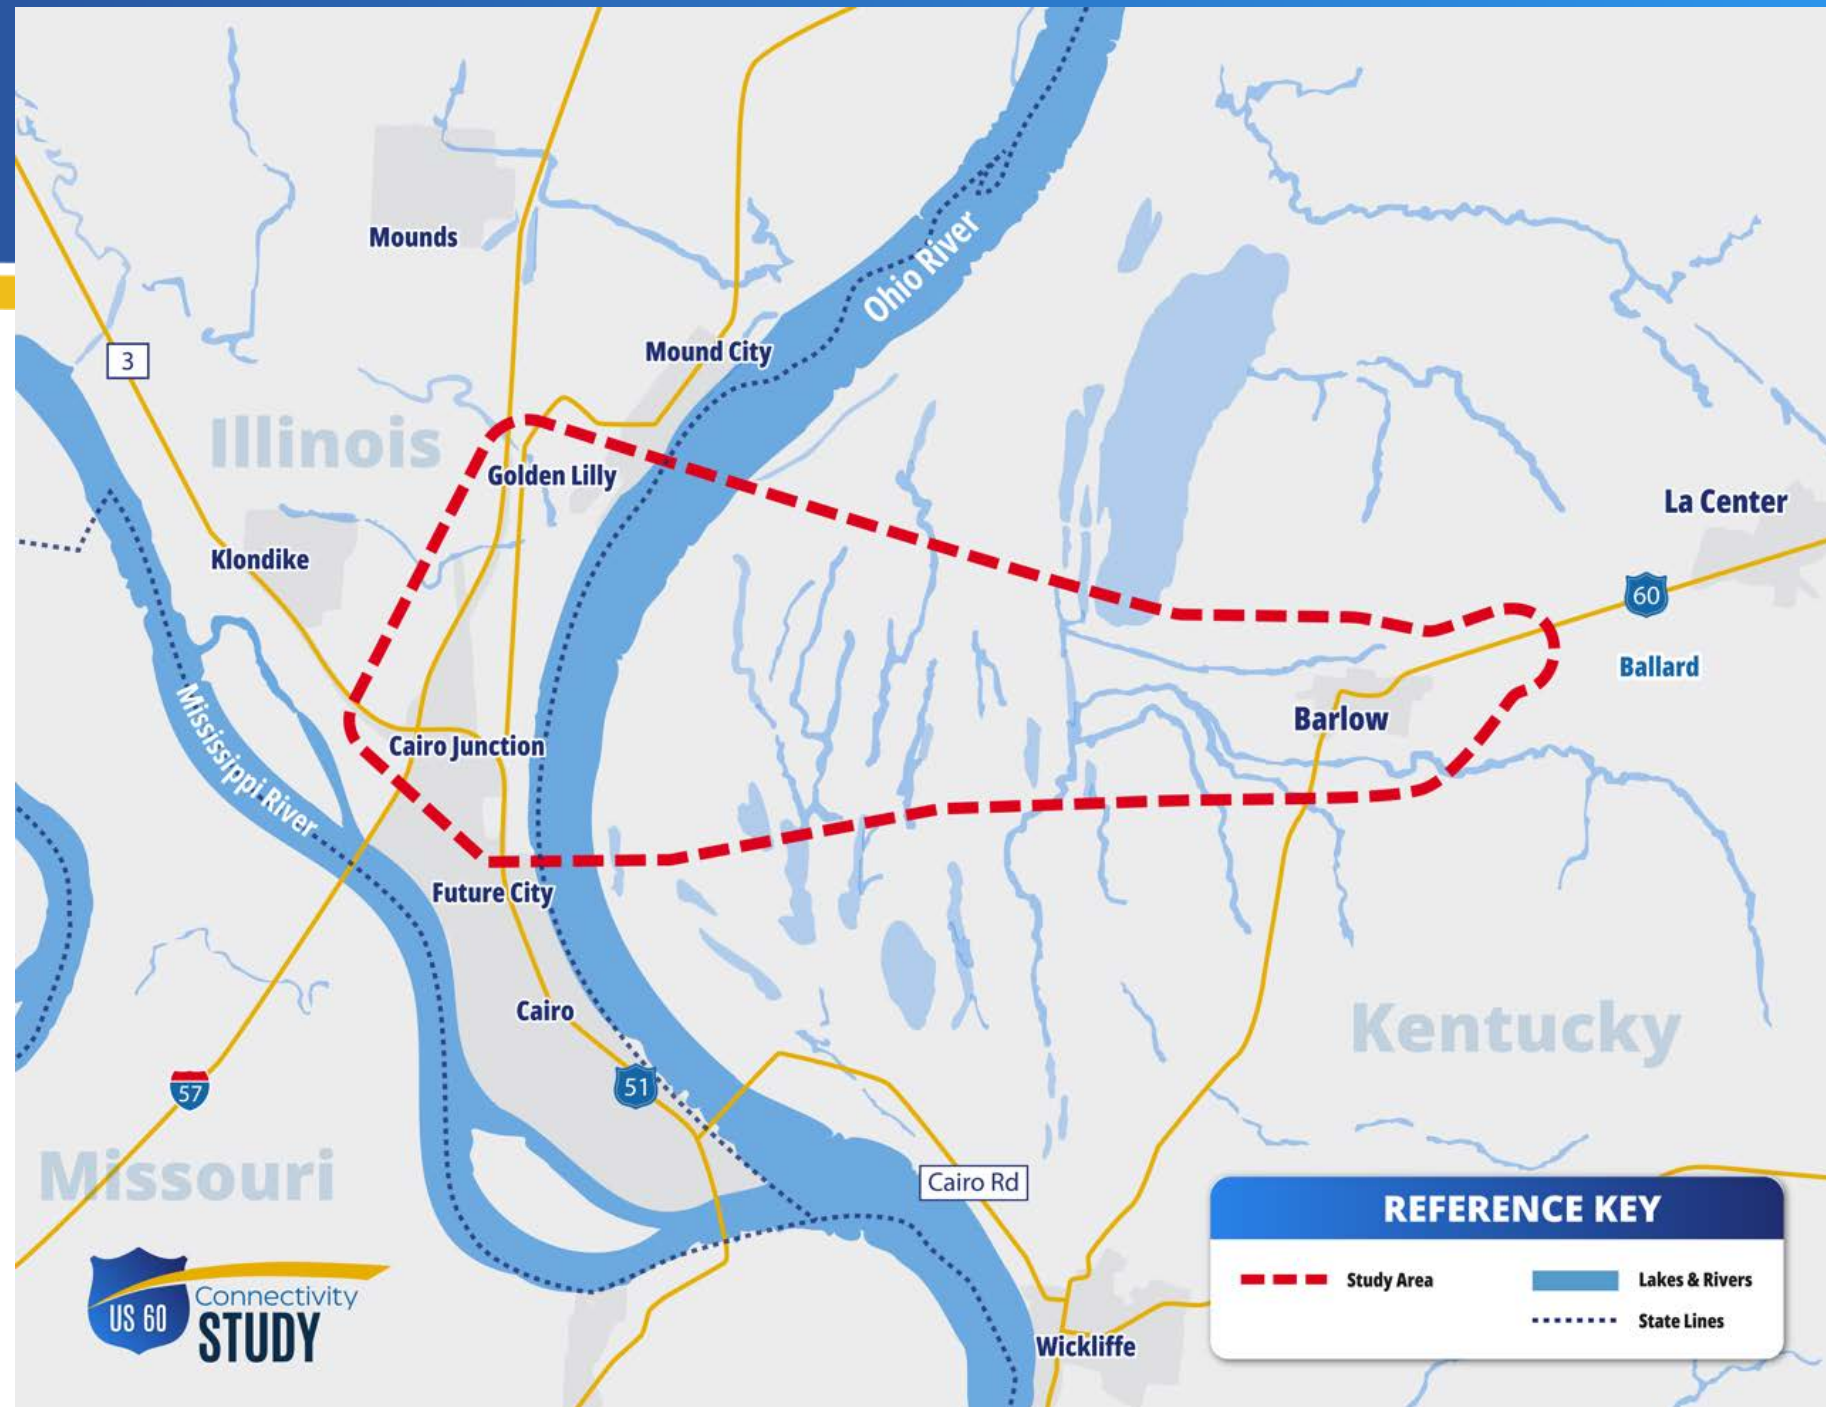 Mounds
Ohio River
Mound City
3
Illinois
Golden Lilly
La Center
Klondike
60
Ballard
Mississippi River
Barlow
Cairo Junction
Future City
Cairo
Kentucky
57
51
Missouri
Cairo Rd
REFERENCE KEY
Study Area
Lakes & Rivers
State Lines
US 60
Connectivity
STUDY
Wickliffe